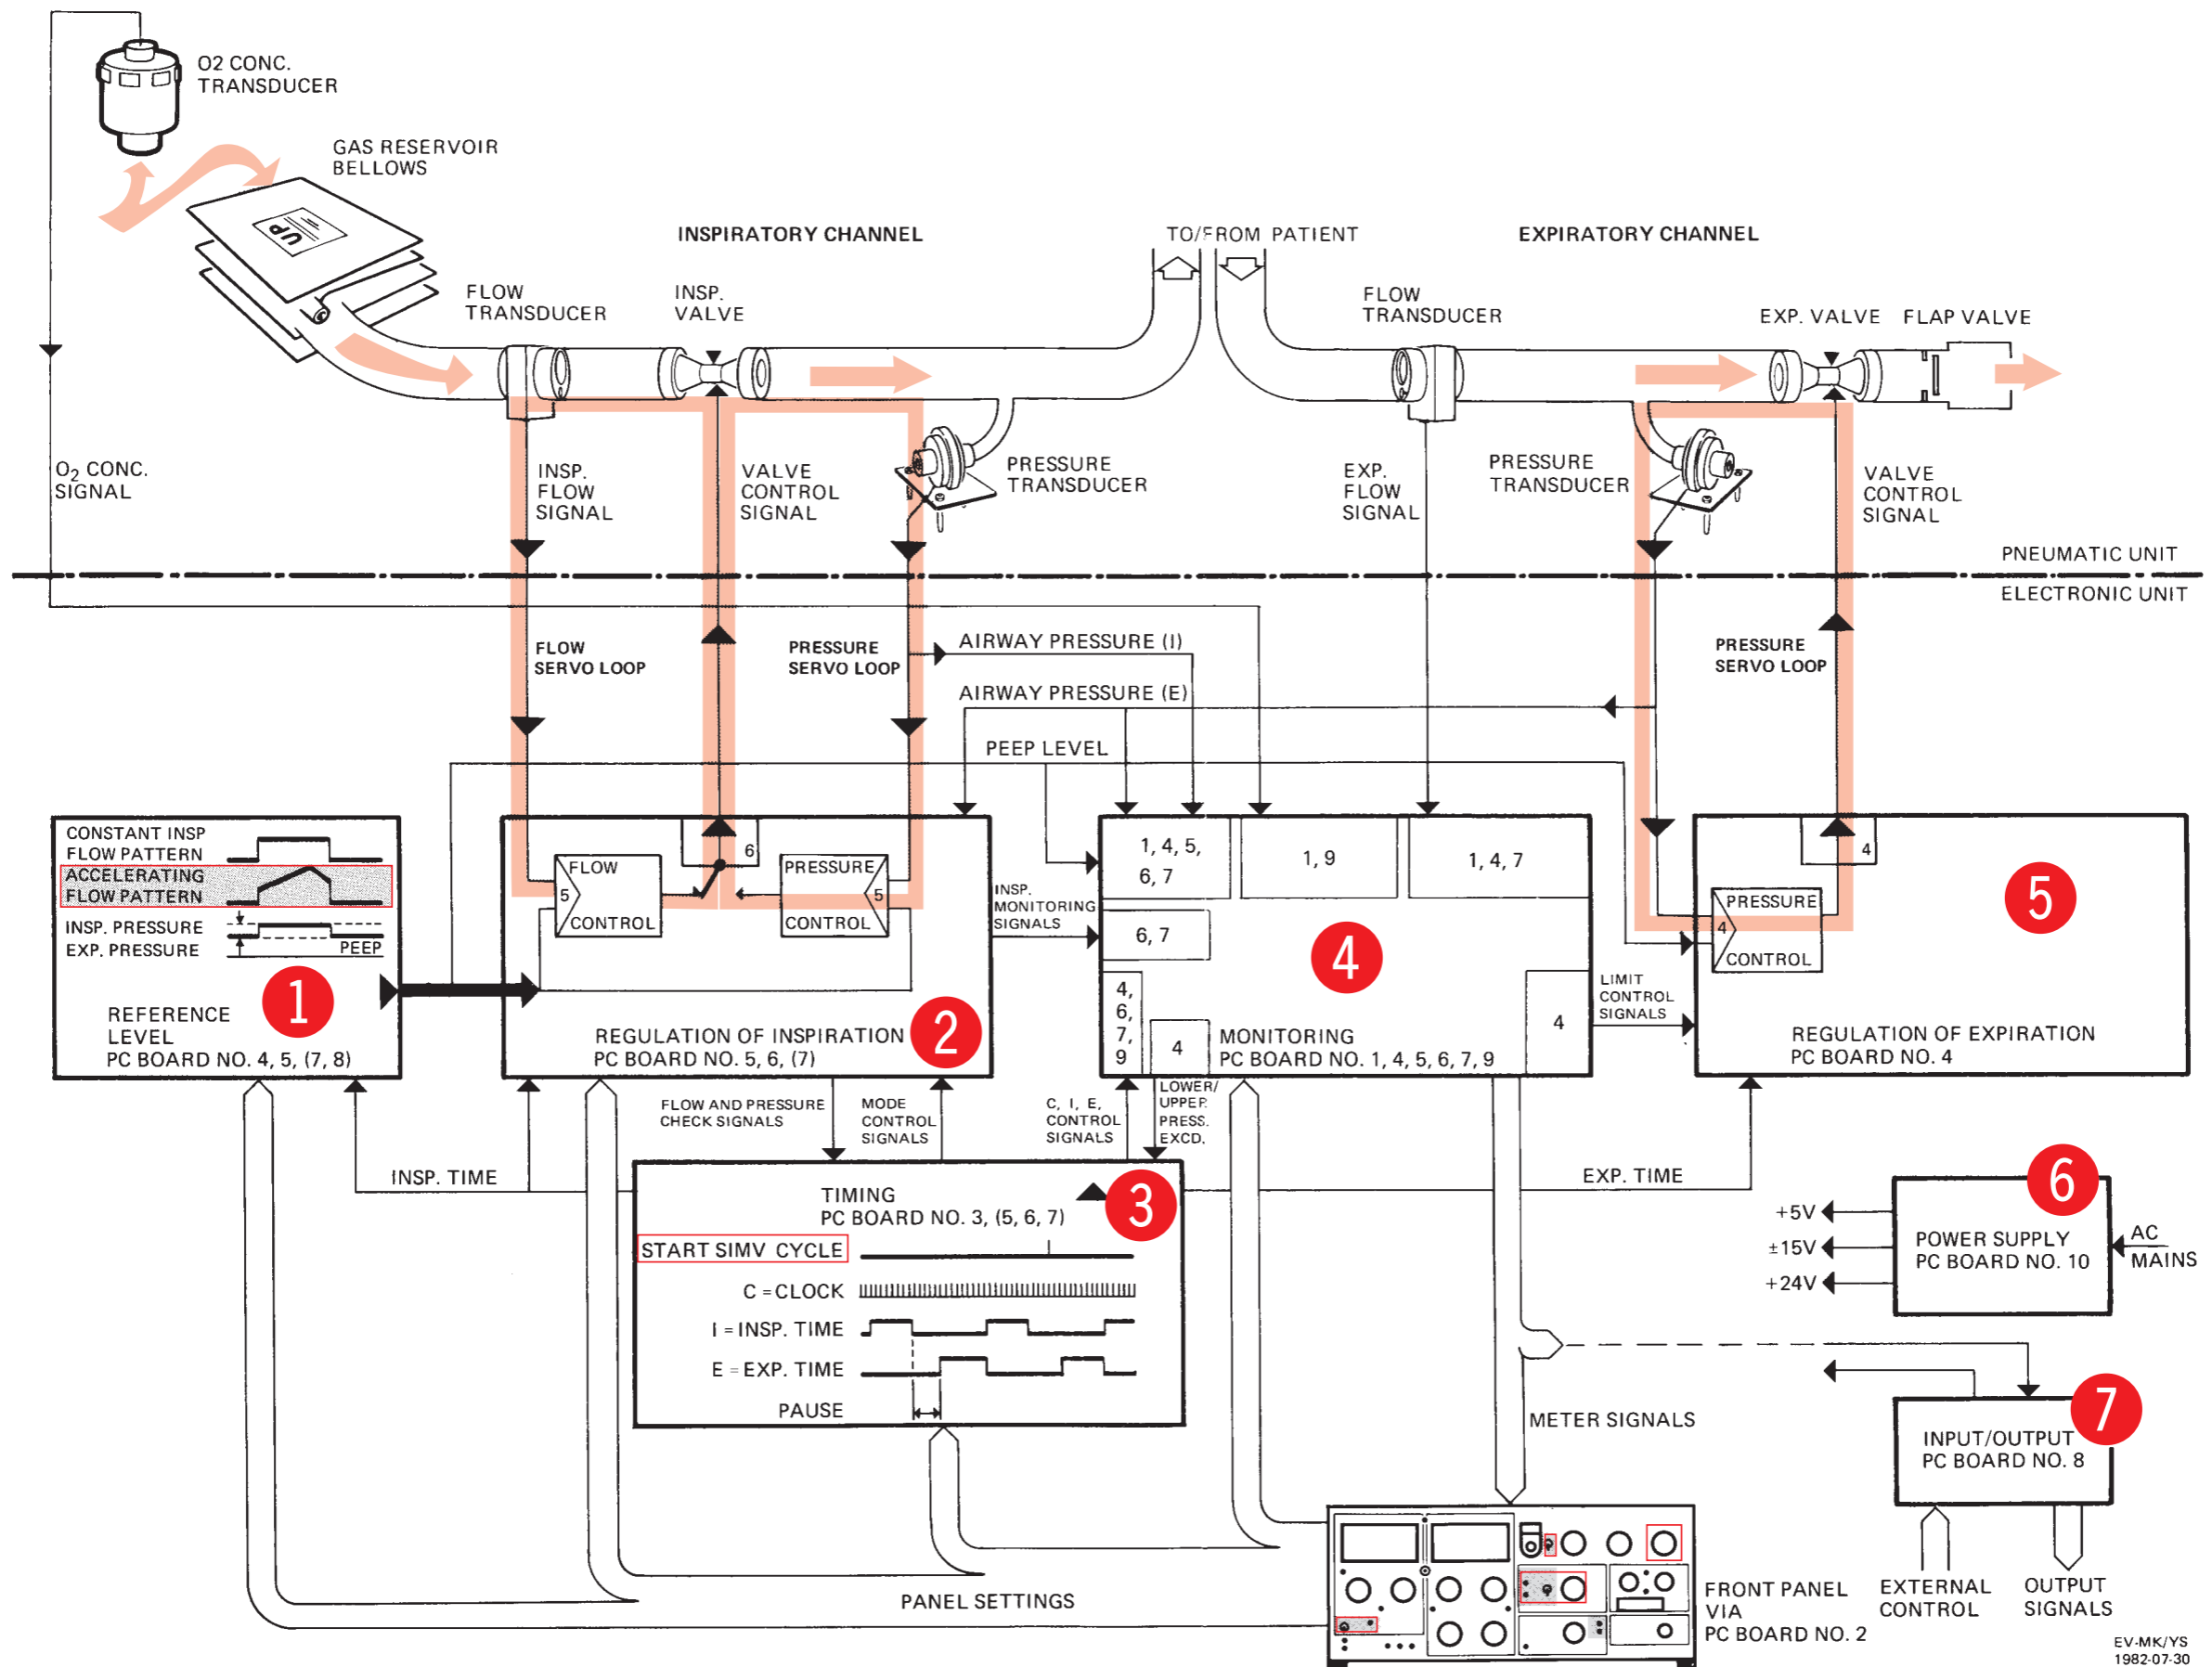 O2 CONC.
TRANSDUCER
GAS RESERVOIR
BELLOWS
UP
INSPIRATORY CHANNEL
TO/FROM PATIENT
EXPIRATORY CHANNEL
FLOW
TRANSDUCER
INSP.
VALVE
FLOW
TRANSDUCER
EXP. VALVE
FLAP VALVE
O2 CONC.
SIGNAL
INSP.
FLOW
SIGNAL
VALVE
CONTROL
SIGNAL
PRESSURE
TRANSDUCER
EXP.
FLOW
SIGNAL
PRESSURE
TRANSDUCER
VALVE
CONTROL
SIGNAL
PNEUMATIC UNIT
ELECTRONIC UNIT
FLOW
SERVO LOOP
PRESSURE
SERVO LOOP
AIRWAY PRESSURE (I)
AIRWAY PRESSURE (E)
PEEP LEVEL
PRESSURE
SERVO LOOP
CONSTANT INSP
FLOW PATTERN
ACCELERATING
FLOW PATTERN
INSP. PRESSURE
EXP. PRESSURE
PEEP
1
REFERENCE
LEVEL
PC BOARD NO. 4, 5, (7, 8)
FLOW
5
CONTROL
6
PRESSURE
5
CONTROL
2
REGULATION OF INSPIRATION
PC BOARD NO. 5, 6, (7)
INSP.
MONITORING
SIGNALS
1, 4, 5,
6, 7
1, 9
1, 4, 7
6, 7
4
4,
6,
7,
9
4
4
MONITORING
PC BOARD NO. 1, 4, 5, 6, 7, 9
LIMIT
CONTROL
SIGNALS
4
PRESSURE
4
CONTROL
5
REGULATION OF EXPIRATION
PC BOARD NO. 4
FLOW AND PRESSURE
CHECK SIGNALS
MODE
CONTROL
SIGNALS
C, I, E,
CONTROL
SIGNALS
LOWER/
UPPER
PRESS.
EXCD.
INSP. TIME
EXP. TIME
3
TIMING
PC BOARD NO. 3, (5, 6, 7)
START SIMV CYCLE
C = CLOCK
I = INSP. TIME
E = EXP. TIME
PAUSE
6
+5V
±15V
+24V
POWER SUPPLY
PC BOARD NO. 10
AC
MAINS
7
INPUT/OUTPUT
PC BOARD NO. 8
METER SIGNALS
PANEL SETTINGS
FRONT PANEL
VIA
PC BOARD NO. 2
EXTERNAL
CONTROL
OUTPUT
SIGNALS
EV-MK/YS
1982-07-30